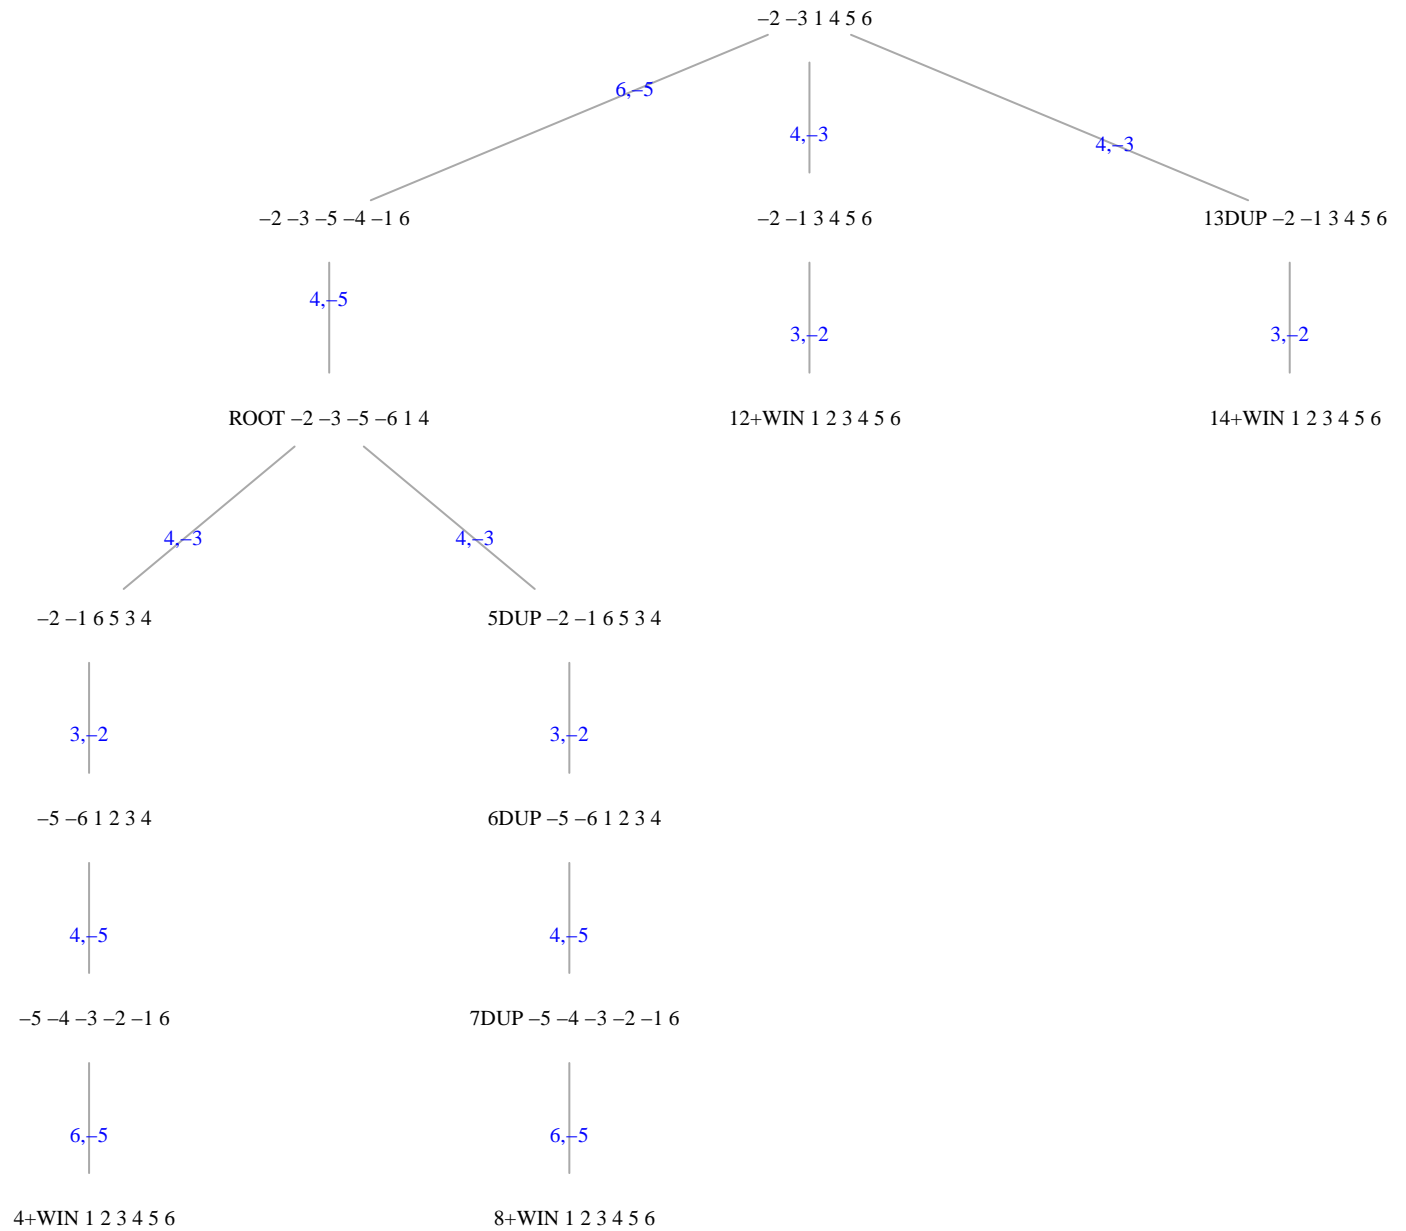 –2 –3 1 4 5 6
6,–5
4,–3
4,–3
–2 –3 –5 –4 –1 6
–2 –1 3 4 5 6
13DUP –2 –1 3 4 5 6
4,–5
3,–2
3,–2
ROOT –2 –3 –5 –6 1 4
12+WIN 1 2 3 4 5 6
14+WIN 1 2 3 4 5 6
4,–3
4,–3
–2 –1 6 5 3 4
5DUP –2 –1 6 5 3 4
3,–2
3,–2
–5 –6 1 2 3 4
6DUP –5 –6 1 2 3 4
4,–5
4,–5
–5 –4 –3 –2 –1 6
7DUP –5 –4 –3 –2 –1 6
6,–5
6,–5
4+WIN 1 2 3 4 5 6
8+WIN 1 2 3 4 5 6